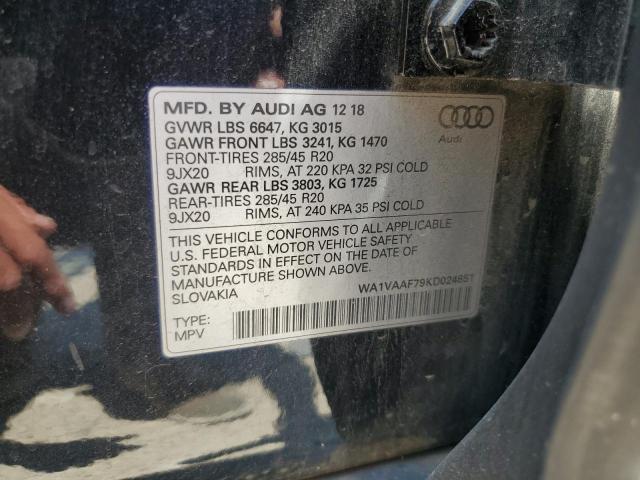 MFD. BY AUDI AG 12 18
GVWR LBS 6647, KG 3015
GAWR FRONT LBS 3241, KG 1470
FRONT-TIRES 285/45 R20
9JX20 RIMS, AT 220 KPA 32 PSI COLD
GAWR REAR LBS 3803, KG 1725
REAR-TIRES 285/45 R20
9JX20 RIMS, AT 240 KPA 35 PSI COLD
Audi
THIS VEHICLE CONFORMS TO ALL APPLICABLE
U.S. FEDERAL MOTOR VEHICLE SAFETY
STANDARDS IN EFFECT ON THE DATE OF
MANUFACTURE SHOWN ABOVE.
SLOVAKIA
WA1VAAF79KD024851
TYPE:
MPV